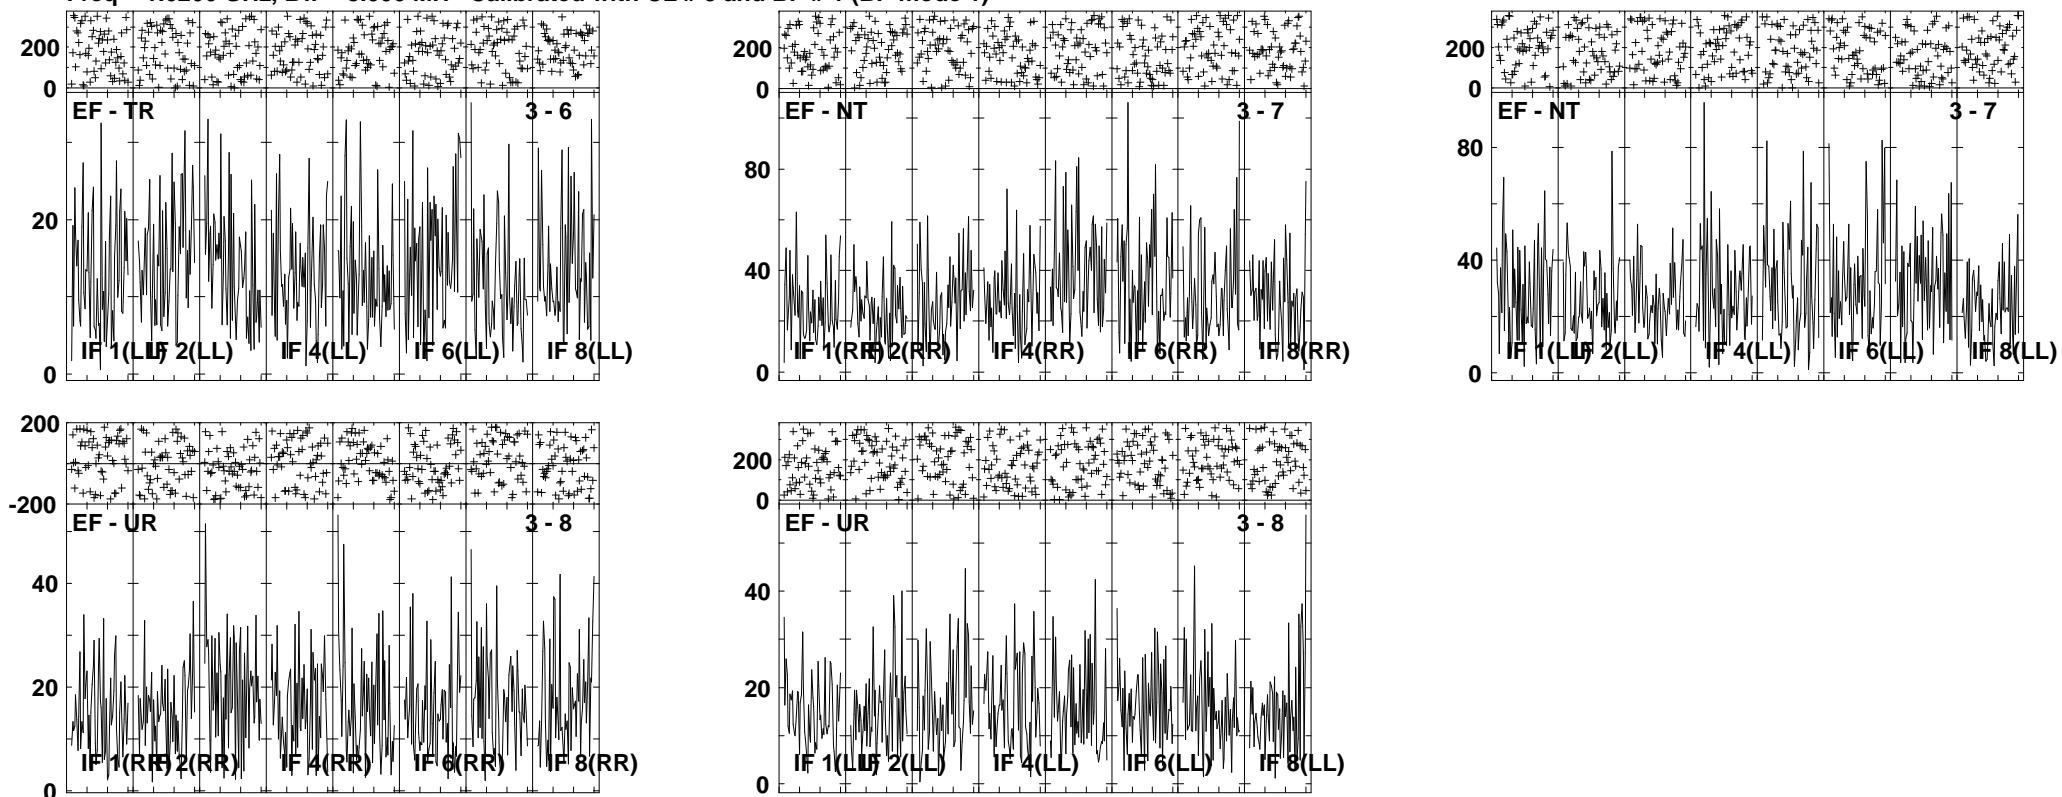 200
0
EF - TR 3 - 6
20
0
IF 1(LL) IF 2(LL) IF 4(LL) IF 6(LL) IF 8(LL)
200
0
EF - NT 3 - 7
80
40
0
IF 1(RR) IF 2(RR) IF 4(RR) IF 6(RR) IF 8(RR)
200
0
EF - NT 3 - 7
80
40
0
IF 1(LL) IF 2(LL) IF 4(LL) IF 6(LL) IF 8(LL)
200
-200
EF - UR 3 - 8
40
20
0
IF 1(RR) IF 2(RR) IF 4(RR) IF 6(RR) IF 8(RR)
200
0
EF - UR 3 - 8
40
20
0
IF 1(LL) IF 2(LL) IF 4(LL) IF 6(LL) IF 8(LL)